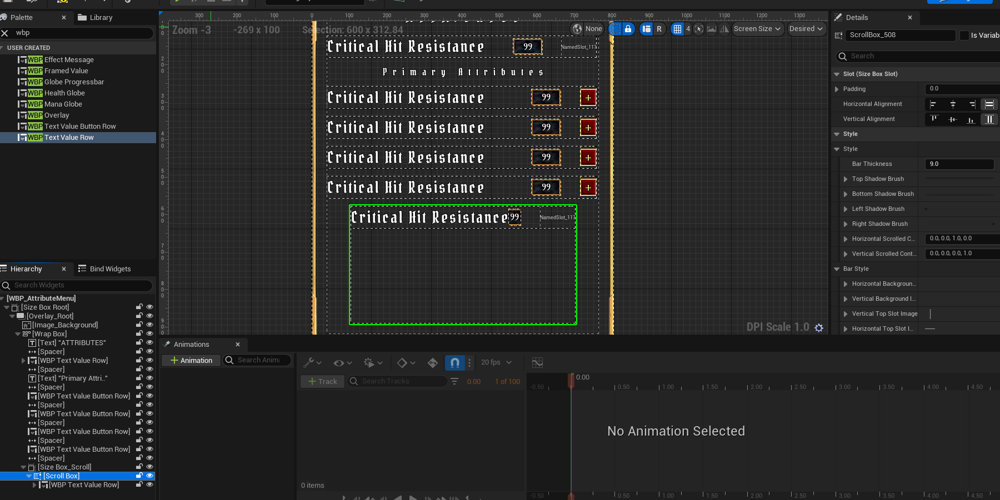 Palette
Library
wbp
USER CREATED
WBP Effect Message
WBP Framed Value
WBP Globe Progressbar
WBP Health Globe
WBP Mana Globe
WBP Overlay
WBP Text Value Button Row
WBP Text Value Row
Hierarchy
Bind Widgets
Search Widgets
[WBP_AttributeMenu]
[Size Box Root]
[Overlay_Root]
[Image_Background]
[Wrap Box]
[Text] "ATTRIBUTES"
[Spacer]
[WBP Text Value Row]
[Spacer]
[Text] "Primary Attri.."
[Spacer]
[WBP Text Value Button Row]
[Spacer]
[WBP Text Value Button Row]
[Spacer]
[WBP Text Value Button Row]
[Spacer]
[WBP Text Value Button Row]
[Spacer]
[Size Box_Scroll]
[Scroll Box]
[WBP Text Value Row]
300 200 100 0 100 200 300 400 500 600 700 800 900 1000 1100 1200 1300
Zoom -3
-269 x 100
Selection: 600 x 312.84
None
R
4
Screen Size
Desired
Critical Hit Resistance 99 NamedSlot_117
Primary Attributes
Critical Hit Resistance 99 +
Critical Hit Resistance 99 +
Critical Hit Resistance 99 +
Critical Hit Resistance 99 +
Critical Hit Resistance 99 NamedSlot_117
0
200
300
400
500
600
700
800
900
DPI Scale 1.0
Animations
+ Animation
Search Anima
20 fps
+ Track
Search Tracks
0.00
1 of 100
0.00
-0.50 0.50 1.00 1.50 2.00 2.50 3.00 3.50 4.00 4.50
No Animation Selected
0 items
-0.50 0.50 1.00 1.50 2.00 2.50 3.00 3.50 4.00 4.50
Details
ScrollBox_508
Is Variab
Search
Slot (Size Box Slot)
Padding 0.0
Horizontal Alignment
Vertical Alignment
Style
Style
Bar Thickness 9.0
Top Shadow Brush
Bottom Shadow Brush
Left Shadow Brush
Right Shadow Brush
Horizontal Scrolled C... 0.0, 0.0, 1.0, 0.0
Vertical Scrolled Cont... 0.0, 0.0, 0.0, 1.0
Bar Style
Horizontal Backgroun...
Vertical Background I...
Vertical Top Slot Image
Horizontal Top Slot I...